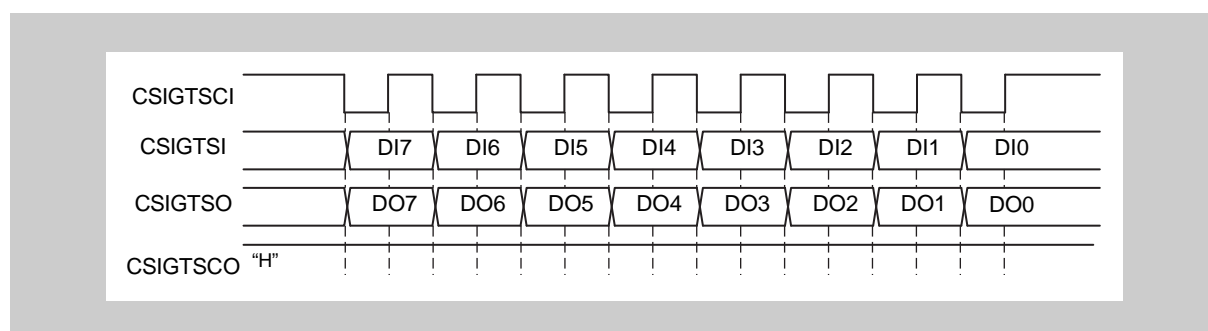 CSIGTSCI
CSIGTSI DI7 DI6 DI5 DI4 DI3 DI2 DI1 DI0
CSIGTSO DO7 DO6 DO5 DO4 DO3 DO2 DO1 DO0
CSIGTSCO “H”